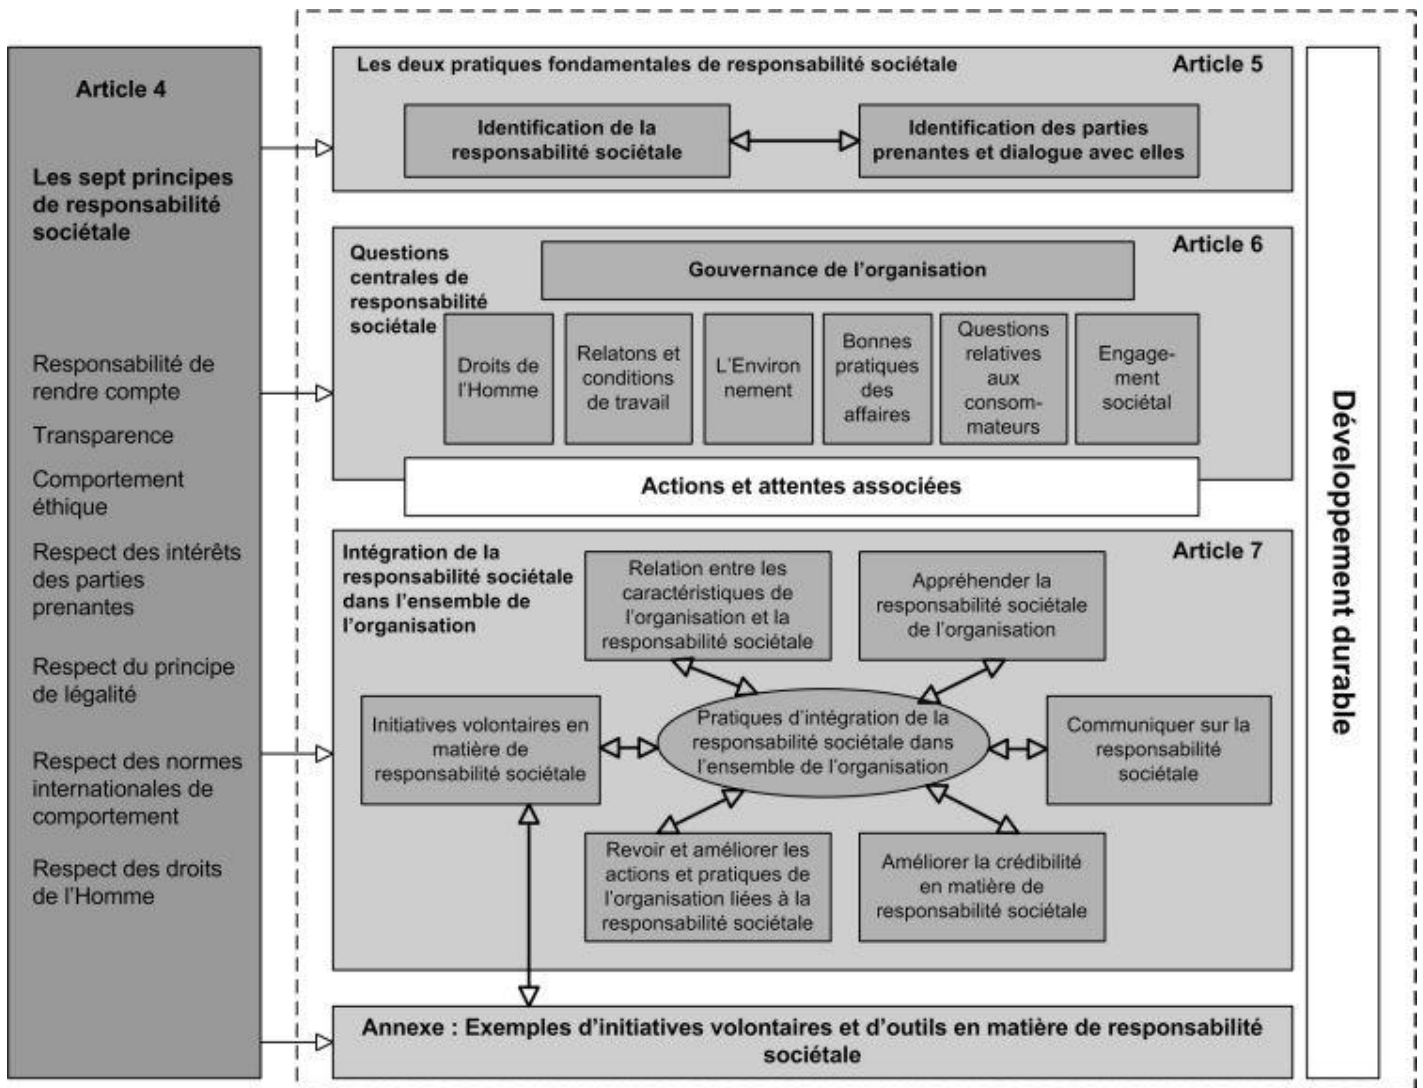 Article 4
Les sept principes
de responsabilité
sociétale
Responsabilité de
rendre compte
Transparence
Comportement
éthique
Respect des intérêts
des parties
prenantes
Respect du principe
de légalité
Respect des normes
internationales de
comportement
Respect des droits
de l'Homme
Les deux pratiques fondamentales de responsabilité sociétale
Article 5
Identification de la
responsabilité sociétale
Identification des parties
prenantes et dialogue avec elles
Questions
centrales de
responsabilité
sociétale
Article 6
Gouvernance de l'organisation
Droits de
l'Homme
Relatons et
conditions
de travail
L'Environ
nement
Bonnes
pratiques
des
affaires
Questions
relatives
aux
consom-
mateurs
Engage-
ment
sociétal
Actions et attentes associées
Intégration de la
responsabilité sociétale
dans l'ensemble de
l'organisation
Article 7
Relation entre les
caractéristiques de
l'organisation et la
responsabilité sociétale
Appréhender la
responsabilité sociétale
de l'organisation
Initiatives volontaires en
matière de
responsabilité sociétale
Pratiques d'intégration de la
responsabilité sociétale dans
l'ensemble de l'organisation
Communiquer sur la
responsabilité
sociétale
Revoir et améliorer les
actions et pratiques de
l'organisation liées à la
responsabilité sociétale
Améliorer la crédibilité
en matière de
responsabilité sociétale
Annexe : Exemples d'initiatives volontaires et d'outils en matière de responsabilité
sociétale
Développement durable